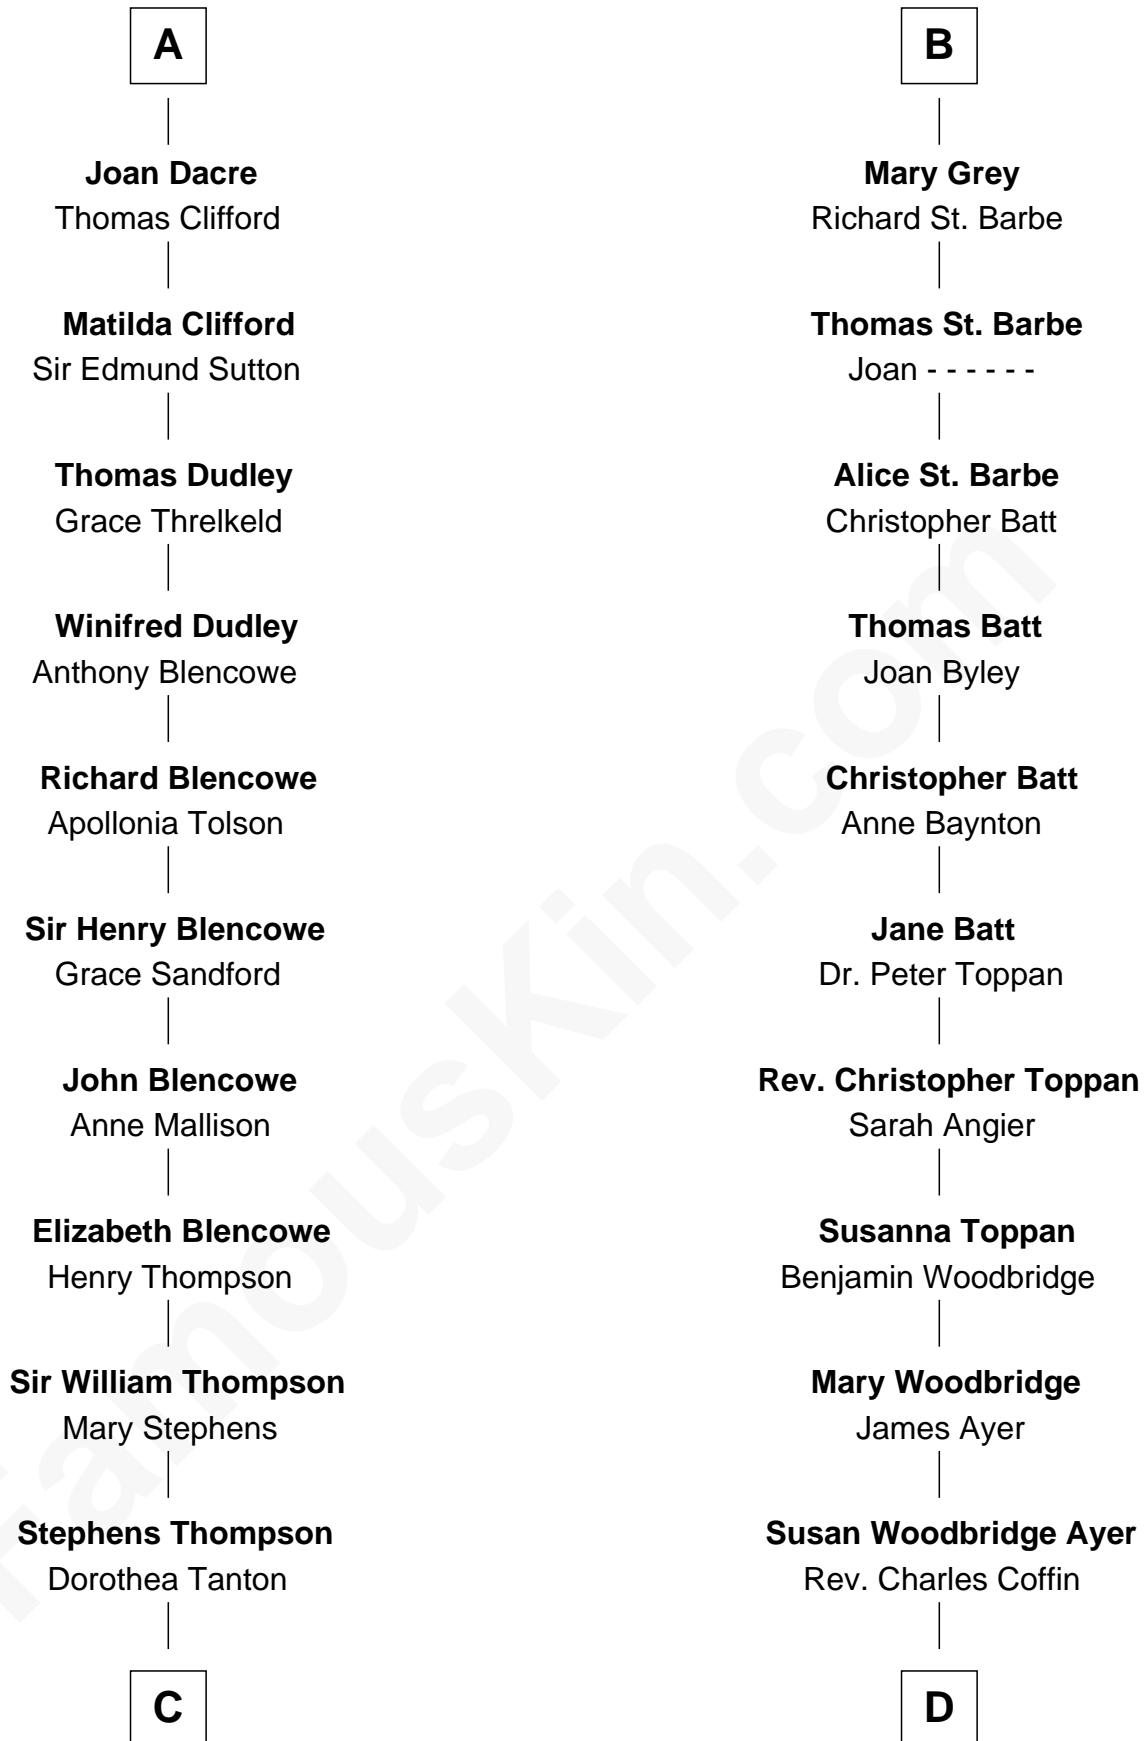 A
Joan Dacre
Thomas Clifford
Matilda Clifford
Sir Edmund Sutton
Thomas Dudley
Grace Threlkeld
Winifred Dudley
Anthony Blencowe
Richard Blencowe
Apollonia Tolson
Sir Henry Blencowe
Grace Sandford
John Blencowe
Anne Mallison
Elizabeth Blencowe
Henry Thompson
Sir William Thompson
Mary Stephens
Stephens Thompson
Dorothea Tanton
C
B
Mary Grey
Richard St. Barbe
Thomas St. Barbe
Joan - - - - - -
Alice St. Barbe
Christopher Batt
Thomas Batt
Joan Byley
Christopher Batt
Anne Baynton
Jane Batt
Dr. Peter Toppan
Rev. Christopher Toppan
Sarah Angier
Susanna Toppan
Benjamin Woodbridge
Mary Woodbridge
James Ayer
Susan Woodbridge Ayer
Rev. Charles Coffin
D
FamousKin.com